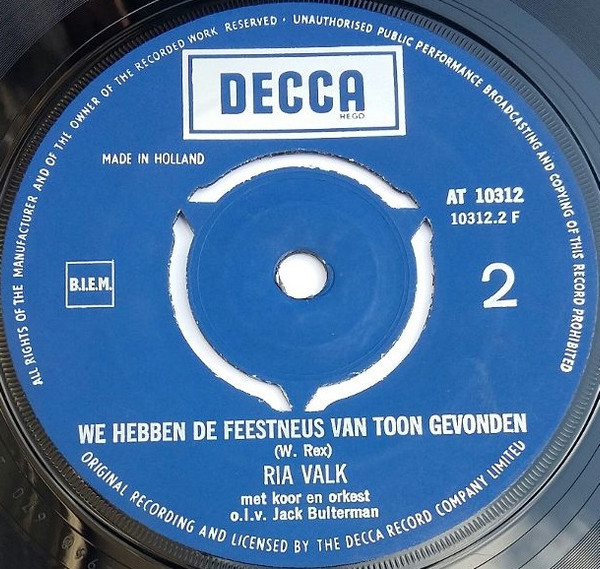 ALL RIGHTS OF THE MANUFACTURER AND OF THE OWNER OF THE RECORDED WORK RESERVED · UNAUTHORISED PUBLIC PERFORMANCE BROADCASTING AND COPYING OF THIS RECORD PROHIBITED
DECCA
HEGO
MADE IN HOLLAND
AT 10312
10312.2 F
B.I.E.M.
2
WE HEBBEN DE FEESTNEUS VAN TOON GEVONDEN
(W. Rex)
RIA VALK
met koor en orkest
o.l.v. Jack Bulterman
ORIGINAL RECORDING AND LICENSED BY THE DECCA RECORD COMPANY LIMITED